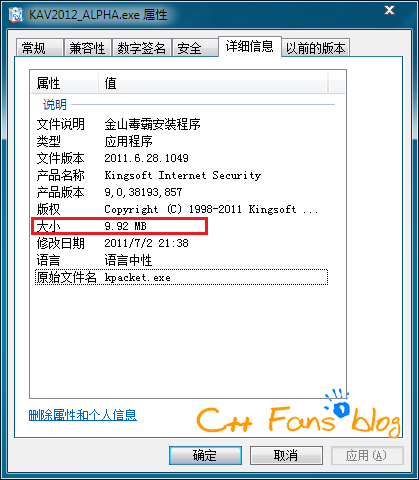 KAV2012_ALPHA.exe 属性
常规 兼容性 数字签名 安全 详细信息 以前的版本
属性 值
说明
文件说明 金山毒霸安装程序
类型 应用程序
文件版本 2011.6.28.1049
产品名称 Kingsoft Internet Security
产品版本 9,0,38193,857
版权 Copyright (C) 1998-2011 Kingsoft ...
大小 9.92 MB
修改日期 2011/7/2 21:38
语言 语言中性
原始文件名 kpacket.exe
C++ Fans blog
删除属性和个人信息
确定 取消 应用(A)